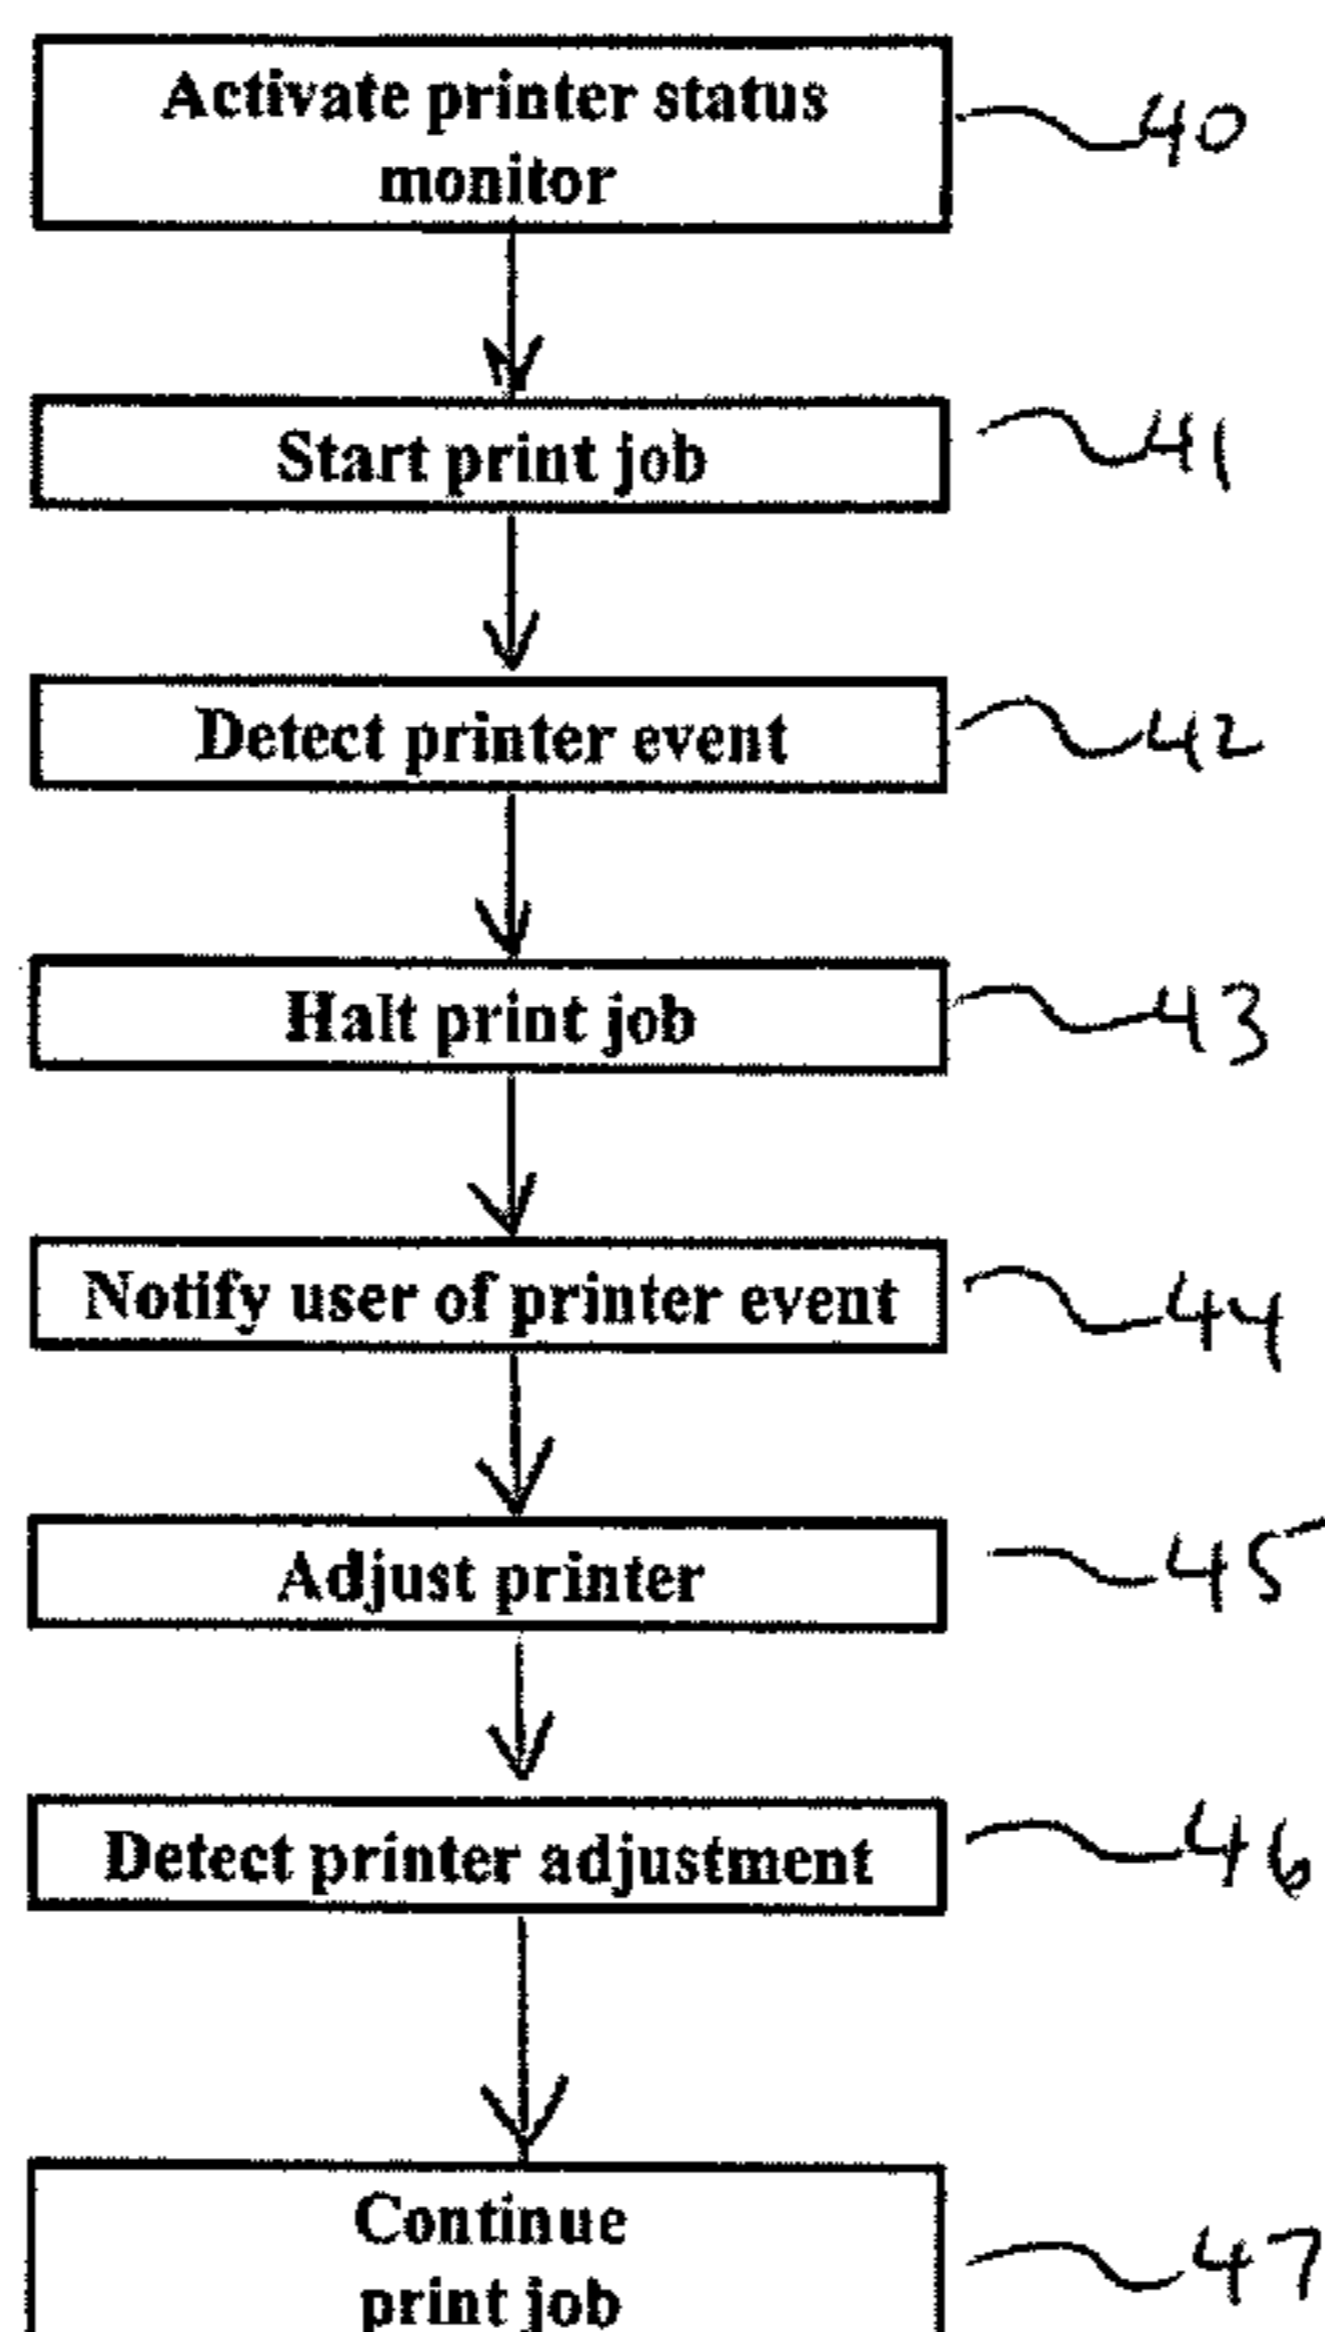 Activate printer status
monitor
40
Start print job
41
Detect printer event
42
Halt print job
43
Notify user of printer event
44
Adjust printer
45
Detect printer adjustment
46
Continue
print job
47